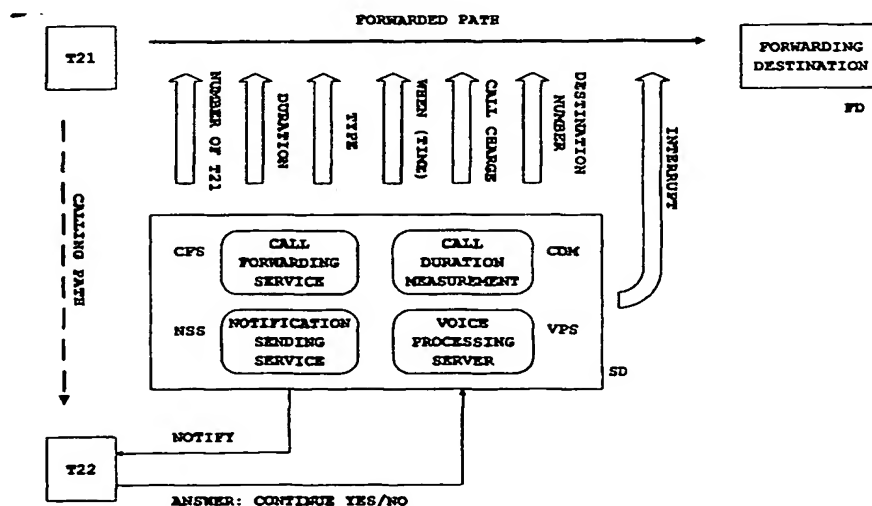 FORWARDED PATH
T21
FORWARDING
DESTINATION
FD
NUMBER OF T21
DURATION
TYPE
WHEN (TIME)
CALL CHARGE
DESTINATION
NUMBER
INTERRUPT
CALLING PATH
CFS
CALL
FORWARDING
SERVICE
CALL
DURATION
MEASUREMENT
CDM
NSS
NOTIFICATION
SENDING
SERVICE
VOICE
PROCESSING
SERVER
VPS
SD
NOTIFY
T22
ANSWER: CONTINUE YES/NO